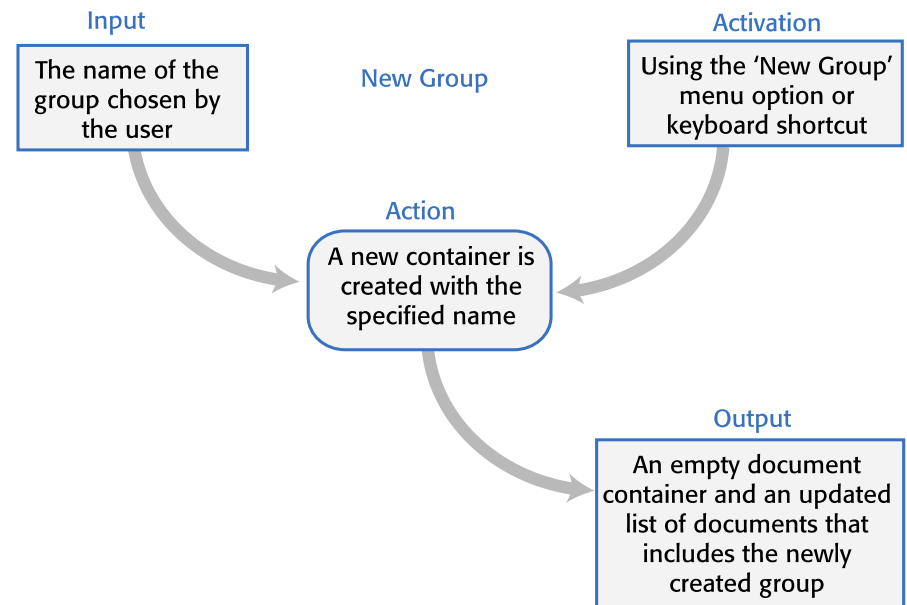 Input
The name of the
group chosen by
the user
New Group
Activation
Using the ‘New Group’
menu option or
keyboard shortcut
Action
A new container is
created with the
specified name
Output
An empty document
container and an updated
list of documents that
includes the newly
created group